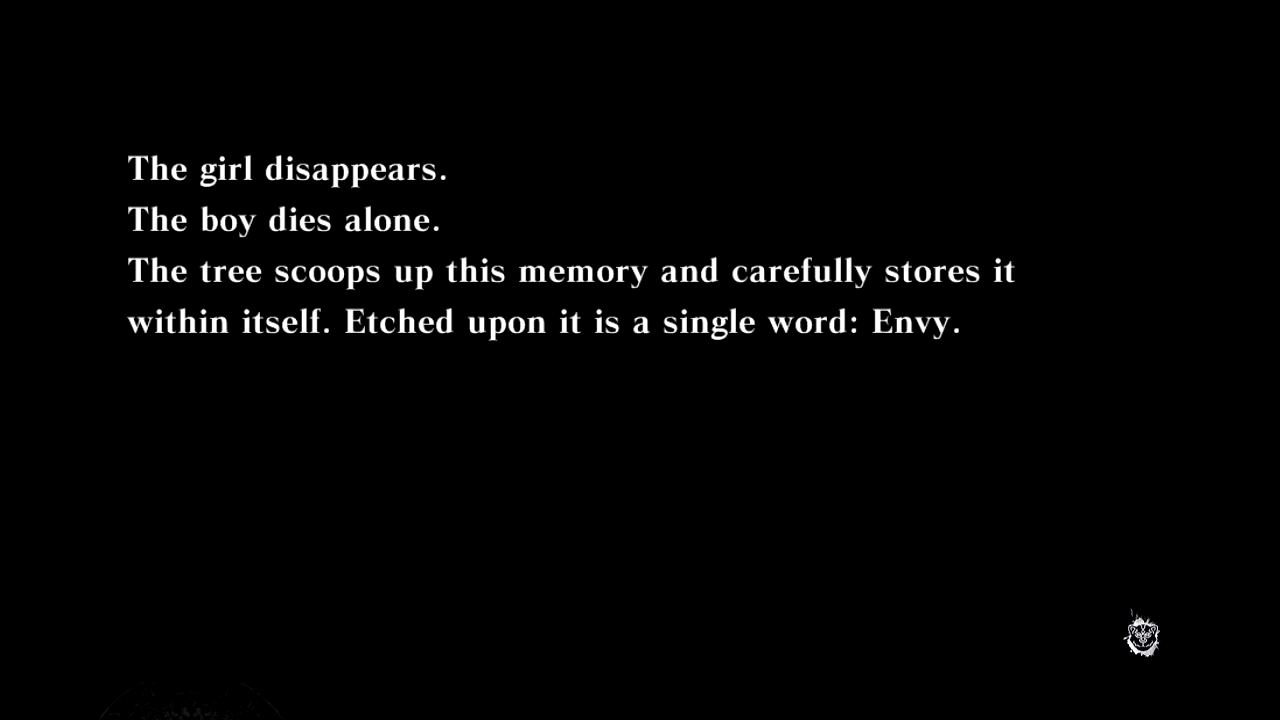 The girl disappears.
The boy dies alone.
The tree scoops up this memory and carefully stores it
within itself. Etched upon it is a single word: Envy.